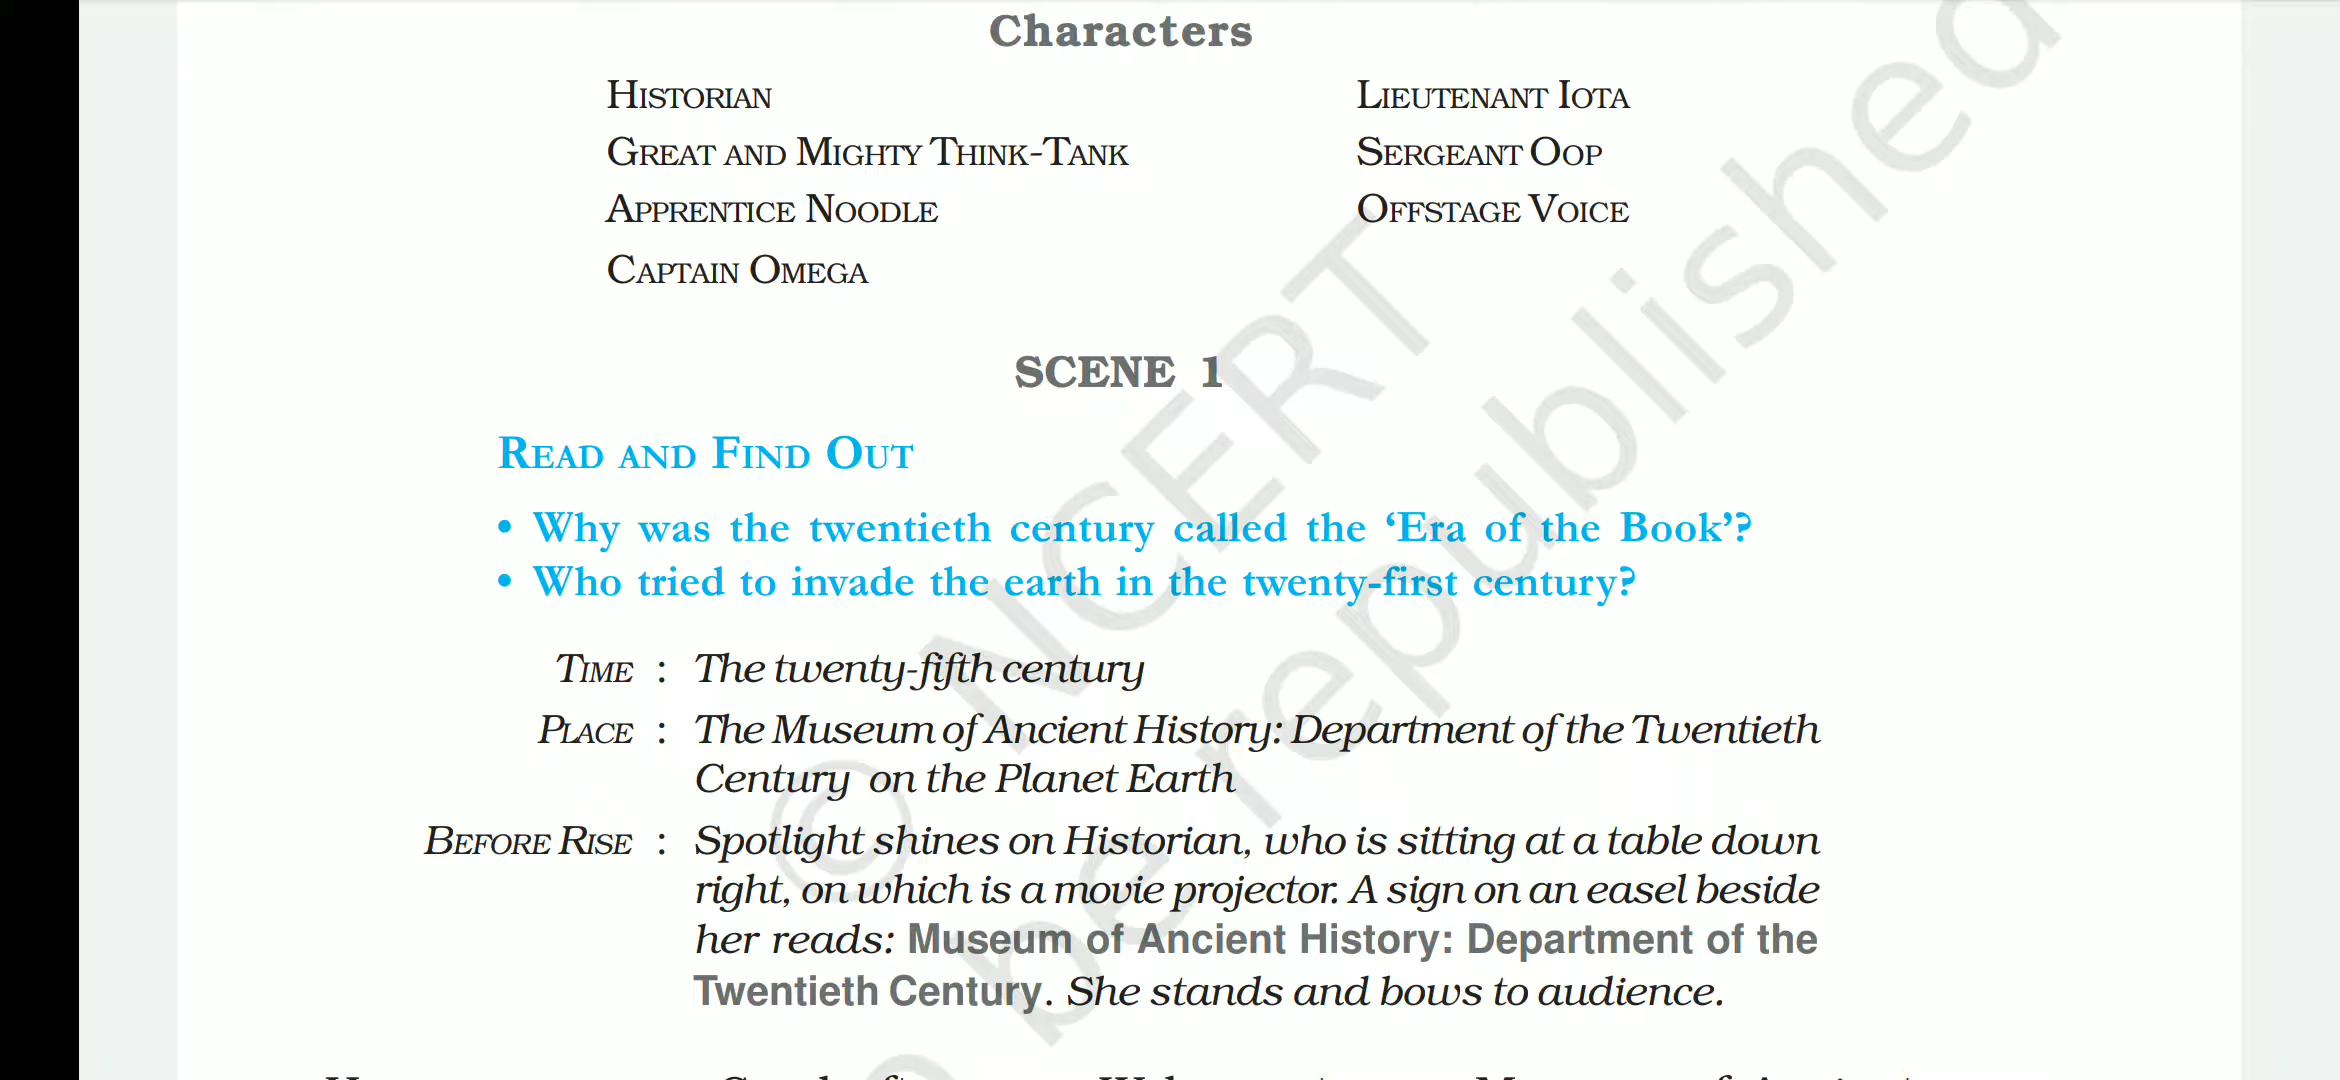 Characters
HISTORIAN
LIEUTENANT IOTA
GREAT AND MIGHTY THINK-TANK
SERGEANT OOP
APPRENTICE NOODLE
OFFSTAGE VOICE
CAPTAIN OMEGA
SCENE 1
READ AND FIND OUT
• Why was the twentieth century called the ‘Era of the Book’?
• Who tried to invade the earth in the twenty-first century?
TIME : The twenty-fifth century
PLACE : The Museum of Ancient History: Department of the Twentieth
Century on the Planet Earth
BEFORE RISE : Spotlight shines on Historian, who is sitting at a table down
right, on which is a movie projector. A sign on an easel beside
her reads: Museum of Ancient History: Department of the
Twentieth Century. She stands and bows to audience.
© NCERT
be republished